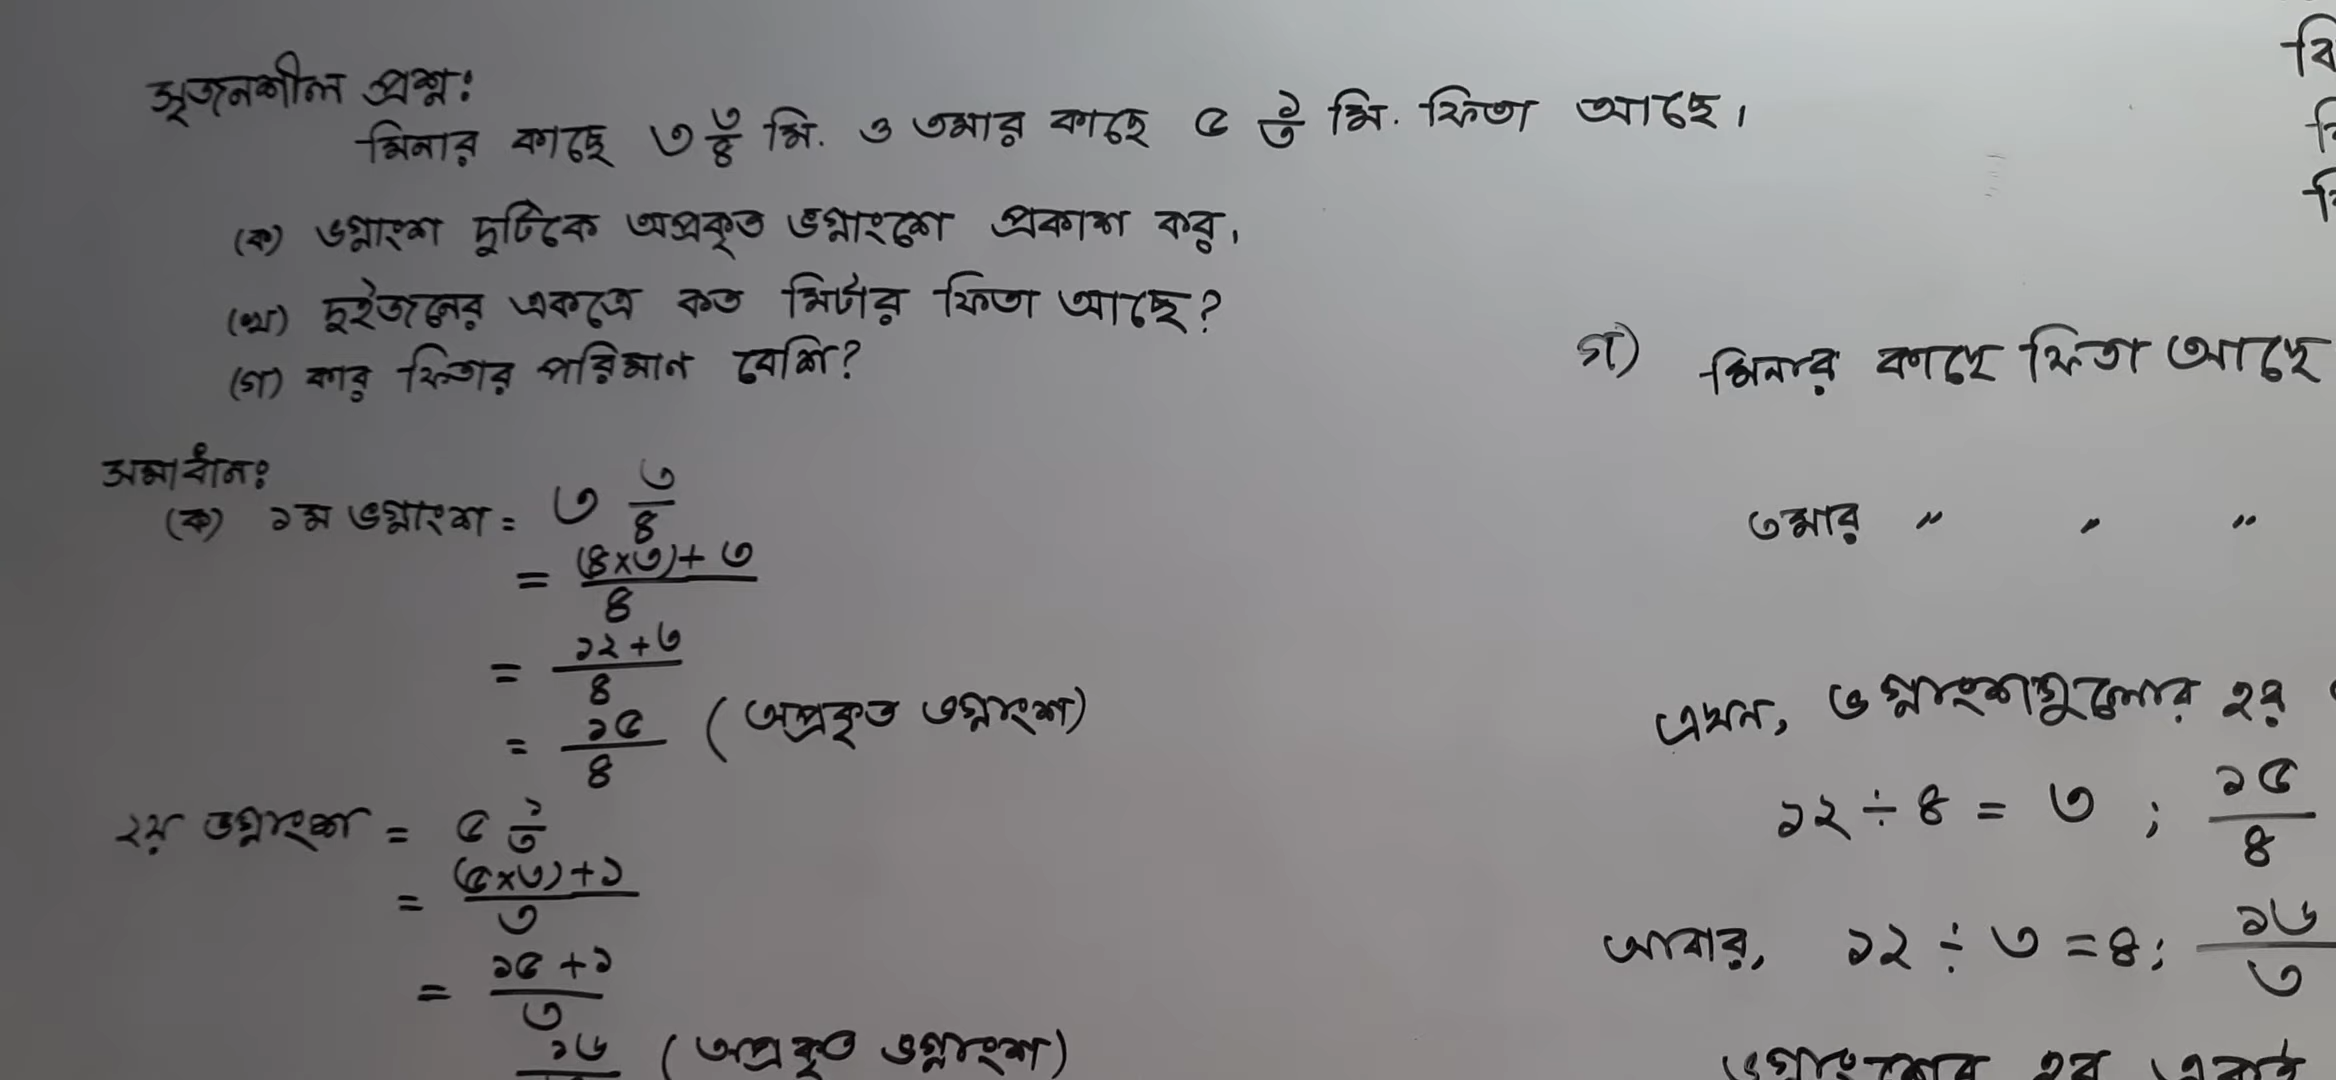 সৃজনশীল প্রশ্নঃ
মিনার কাছে ৩ ৩/৪ মি. ও তমার কাছে ৫ ১/৩ মি. ফিতা আছে।
(ক) ভগ্নাংশ দুটিকে অপ্রকৃত ভগ্নাংশে প্রকাশ কর।
(খ) দুইজনের একত্রে কত মিটার ফিতা আছে?
(গ) কার ফিতার পরিমান বেশি?
সমাধানঃ
(ক) ১ম ভগ্নাংশ = ৩ ৩/৪
= (৪×৩)+ ৩/৪
= ১২+৩/৪
= ১৫/৪ (অপ্রকৃত ভগ্নাংশ)
২য় ভগ্নাংশ = ৫ ১/৩
= (৫×৩)+১/৩
= ১৫+১/৩
১৬ (অপ্রকৃত ভগ্নাংশ)
গ) মিনার কাছে ফিতা আছে
তমার " " "
এখন, ভগ্নাংশগুলোর হর
১২ ÷ ৪ = ৩ ; ১৫/৪
আবার, ১২ ÷ ৩ = ৪; ১৬/৩
ভগ্নাংশের হর